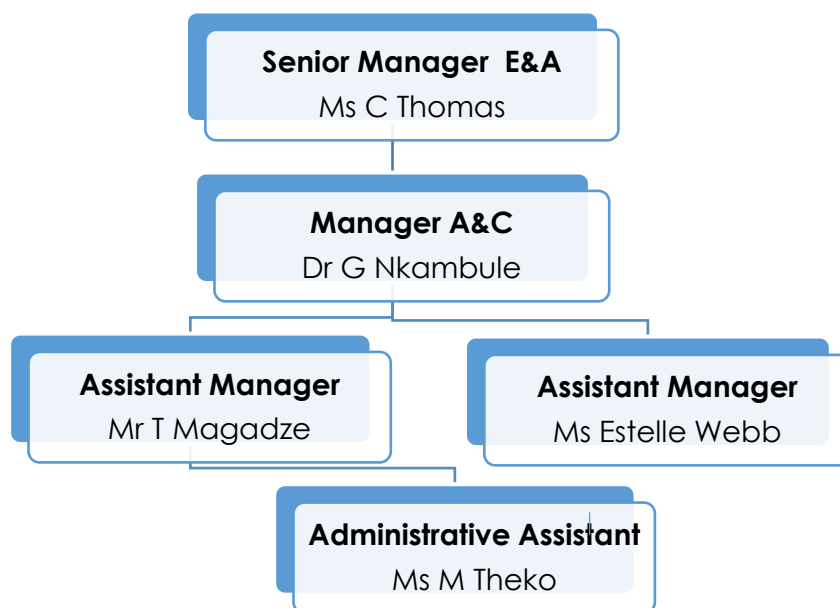 Senior Manager E&A
Ms C Thomas
Manager A&C
Dr G Nkambule
Assistant Manager
Mr T Magadze
Assistant Manager
Ms Estelle Webb
Administrative Assistant
Ms M Theko